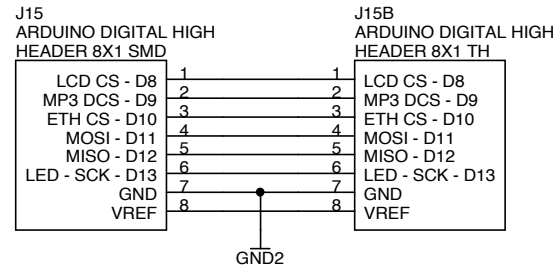 J15
ARDUINO DIGITAL HIGH
HEADER 8X1 SMD
LCD CS - D8
MP3 DCS - D9
ETH CS - D10
MOSI - D11
MISO - D12
LED - SCK - D13
GND
VREF
1
2
3
4
5
6
7
8
J15B
ARDUINO DIGITAL HIGH
HEADER 8X1 TH
1
2
3
4
5
6
7
8
LCD CS - D8
MP3 DCS - D9
ETH CS - D10
MOSI - D11
MISO - D12
LED - SCK - D13
GND
VREF
GND2